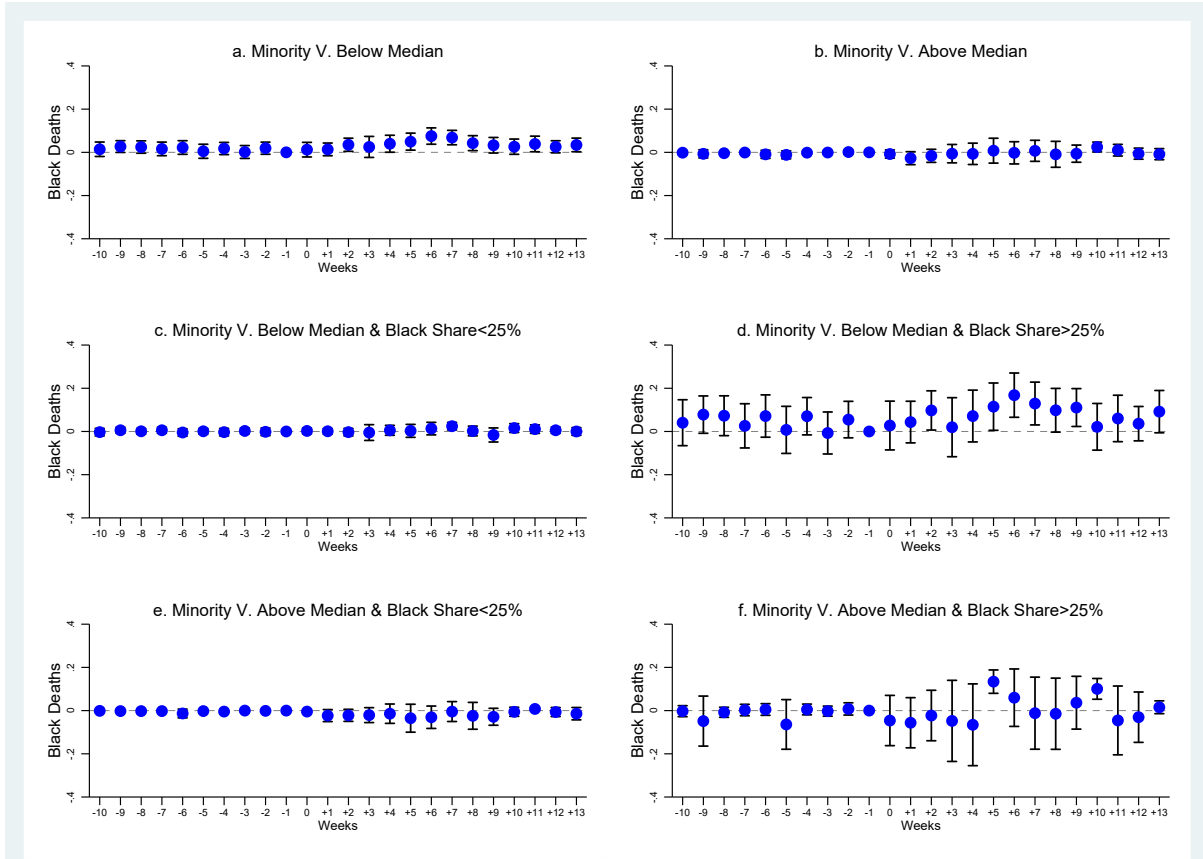 a. Minority V. Below Median
Black Deaths
.4
.2
0
-.2
-.4
-10 -9 -8 -7 -6 -5 -4 -3 -2 -1 0 +1 +2 +3 +4 +5 +6 +7 +8 +9 +10 +11 +12 +13
Weeks
b. Minority V. Above Median
Black Deaths
.4
.2
0
-.2
-.4
-10 -9 -8 -7 -6 -5 -4 -3 -2 -1 0 +1 +2 +3 +4 +5 +6 +7 +8 +9 +10 +11 +12 +13
Weeks
c. Minority V. Below Median & Black Share<25%
Black Deaths
.4
.2
0
-.2
-.4
-10 -9 -8 -7 -6 -5 -4 -3 -2 -1 0 +1 +2 +3 +4 +5 +6 +7 +8 +9 +10 +11 +12 +13
Weeks
d. Minority V. Below Median & Black Share>25%
Black Deaths
.4
.2
0
-.2
-.4
-10 -9 -8 -7 -6 -5 -4 -3 -2 -1 0 +1 +2 +3 +4 +5 +6 +7 +8 +9 +10 +11 +12 +13
Weeks
e. Minority V. Above Median & Black Share<25%
Black Deaths
.4
.2
0
-.2
-.4
-10 -9 -8 -7 -6 -5 -4 -3 -2 -1 0 +1 +2 +3 +4 +5 +6 +7 +8 +9 +10 +11 +12 +13
Weeks
f. Minority V. Above Median & Black Share>25%
Black Deaths
.4
.2
0
-.2
-.4
-10 -9 -8 -7 -6 -5 -4 -3 -2 -1 0 +1 +2 +3 +4 +5 +6 +7 +8 +9 +10 +11 +12 +13
Weeks